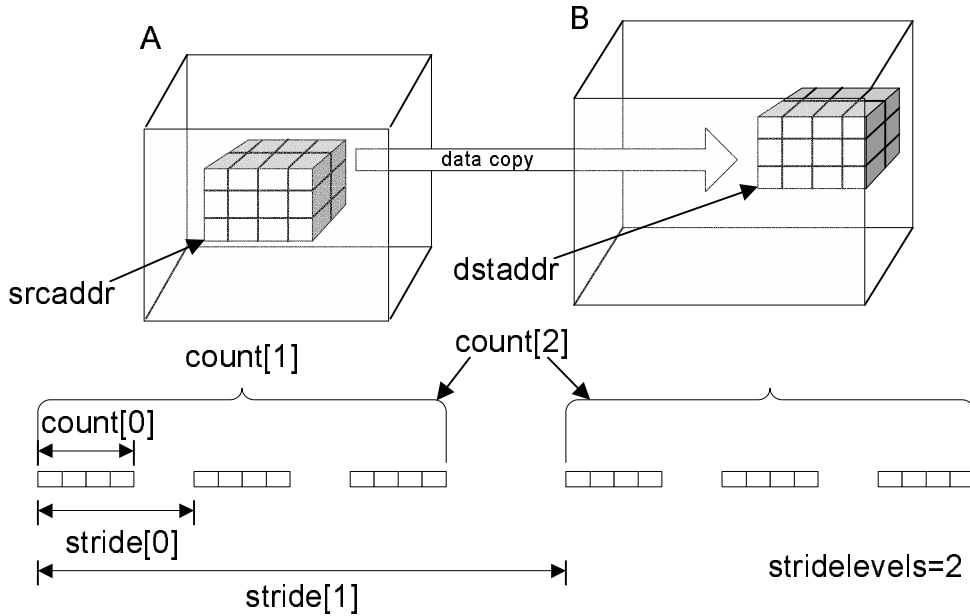 A
B
data copy
srcaddr
dstaddr
count[1]
count[2]
count[0]
stride[0]
stride[1]
stridelevels=2